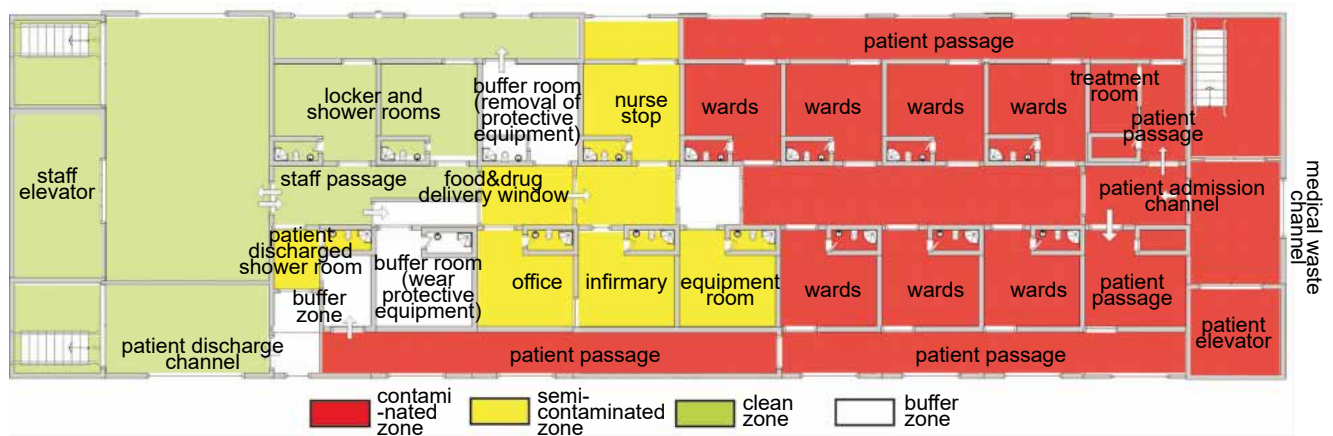 patient passage
locker and
shower rooms
buffer room
(removal of
protective
equipment)
nurse
stop
wards
wards
wards
wards
treatment
room
patient
passage
staff
elevator
staff passage
food&drug
delivery window
patient admission
channel
medical waste
channel
patient
discharged
shower room
buffer
zone
buffer room
(wear
protective
equipment)
office
infirmary
equipment
room
wards
wards
wards
patient
passage
patient
elevator
patient discharge
channel
patient passage
patient passage
contami
-nated
zone
semi-
contaminated
zone
clean
zone
buffer
zone